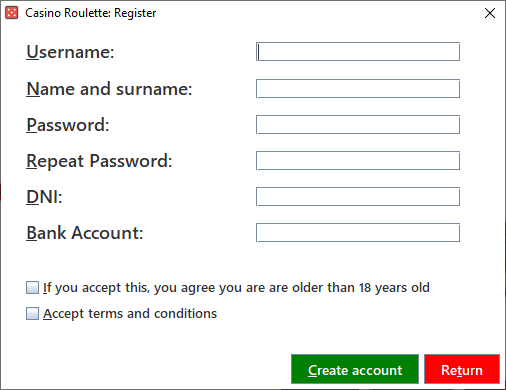 Casino Roulette: Register
Username:
Name and surname:
Password:
Repeat Password:
DNI:
Bank Account:
If you accept this, you agree you are are older than 18 years old
Accept terms and conditions
Create account Return